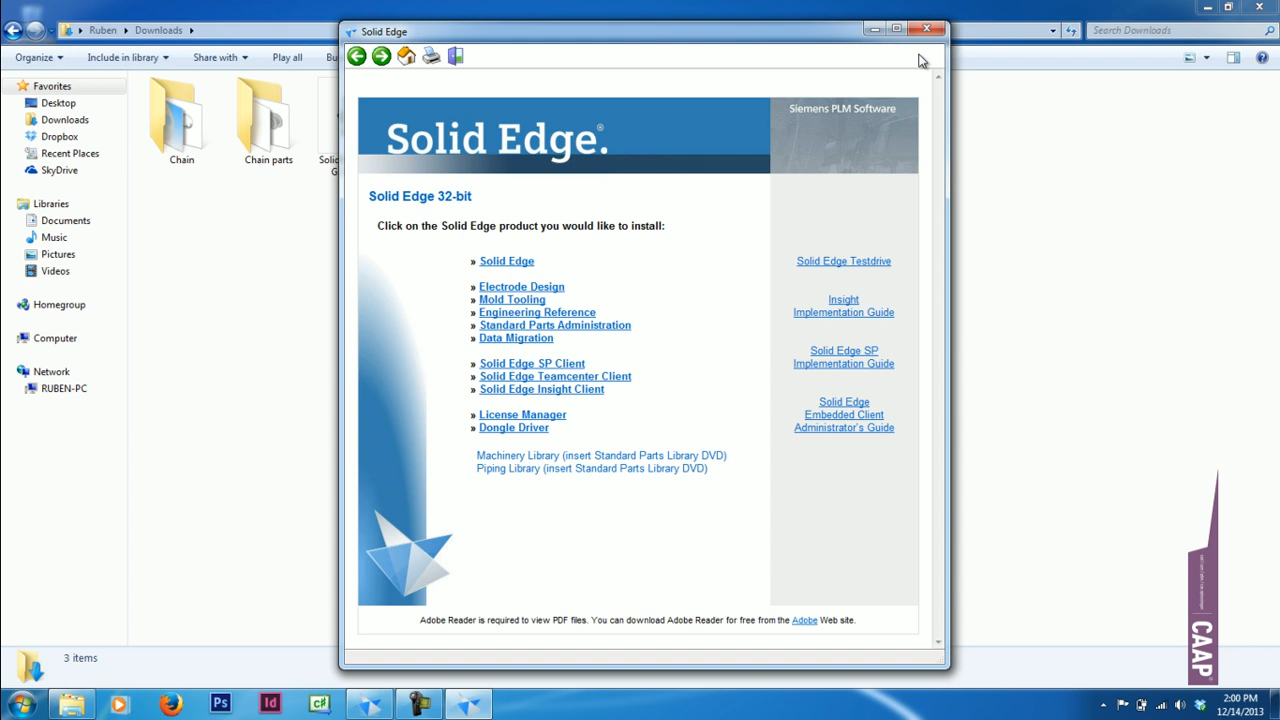 Ruben ▸ Downloads ▸
Search Downloads
Solid Edge
Organize ▾
Include in library ▾
Share with ▾
Play all
Bu
Favorites
Desktop
Downloads
Dropbox
Recent Places
SkyDrive
Libraries
Documents
Music
Pictures
Videos
Homegroup
Computer
Network
RUBEN-PC
Chain
Chain parts
Solid
G
Solid Edge®.
Siemens PLM Software
Solid Edge 32-bit
Click on the Solid Edge product you would like to install:
» Solid Edge
» Electrode Design
» Mold Tooling
» Engineering Reference
» Standard Parts Administration
» Data Migration
» Solid Edge SP Client
» Solid Edge Teamcenter Client
» Solid Edge Insight Client
» License Manager
» Dongle Driver
Machinery Library (insert Standard Parts Library DVD)
Piping Library (insert Standard Parts Library DVD)
Solid Edge Testdrive
Insight
Implementation Guide
Solid Edge SP
Implementation Guide
Solid Edge
Embedded Client
Administrator's Guide
Adobe Reader is required to view PDF files. You can download Adobe Reader for free from the Adobe Web site.
CAAP®
3 items
Ps
Id
C#
2:00 PM
12/14/2013